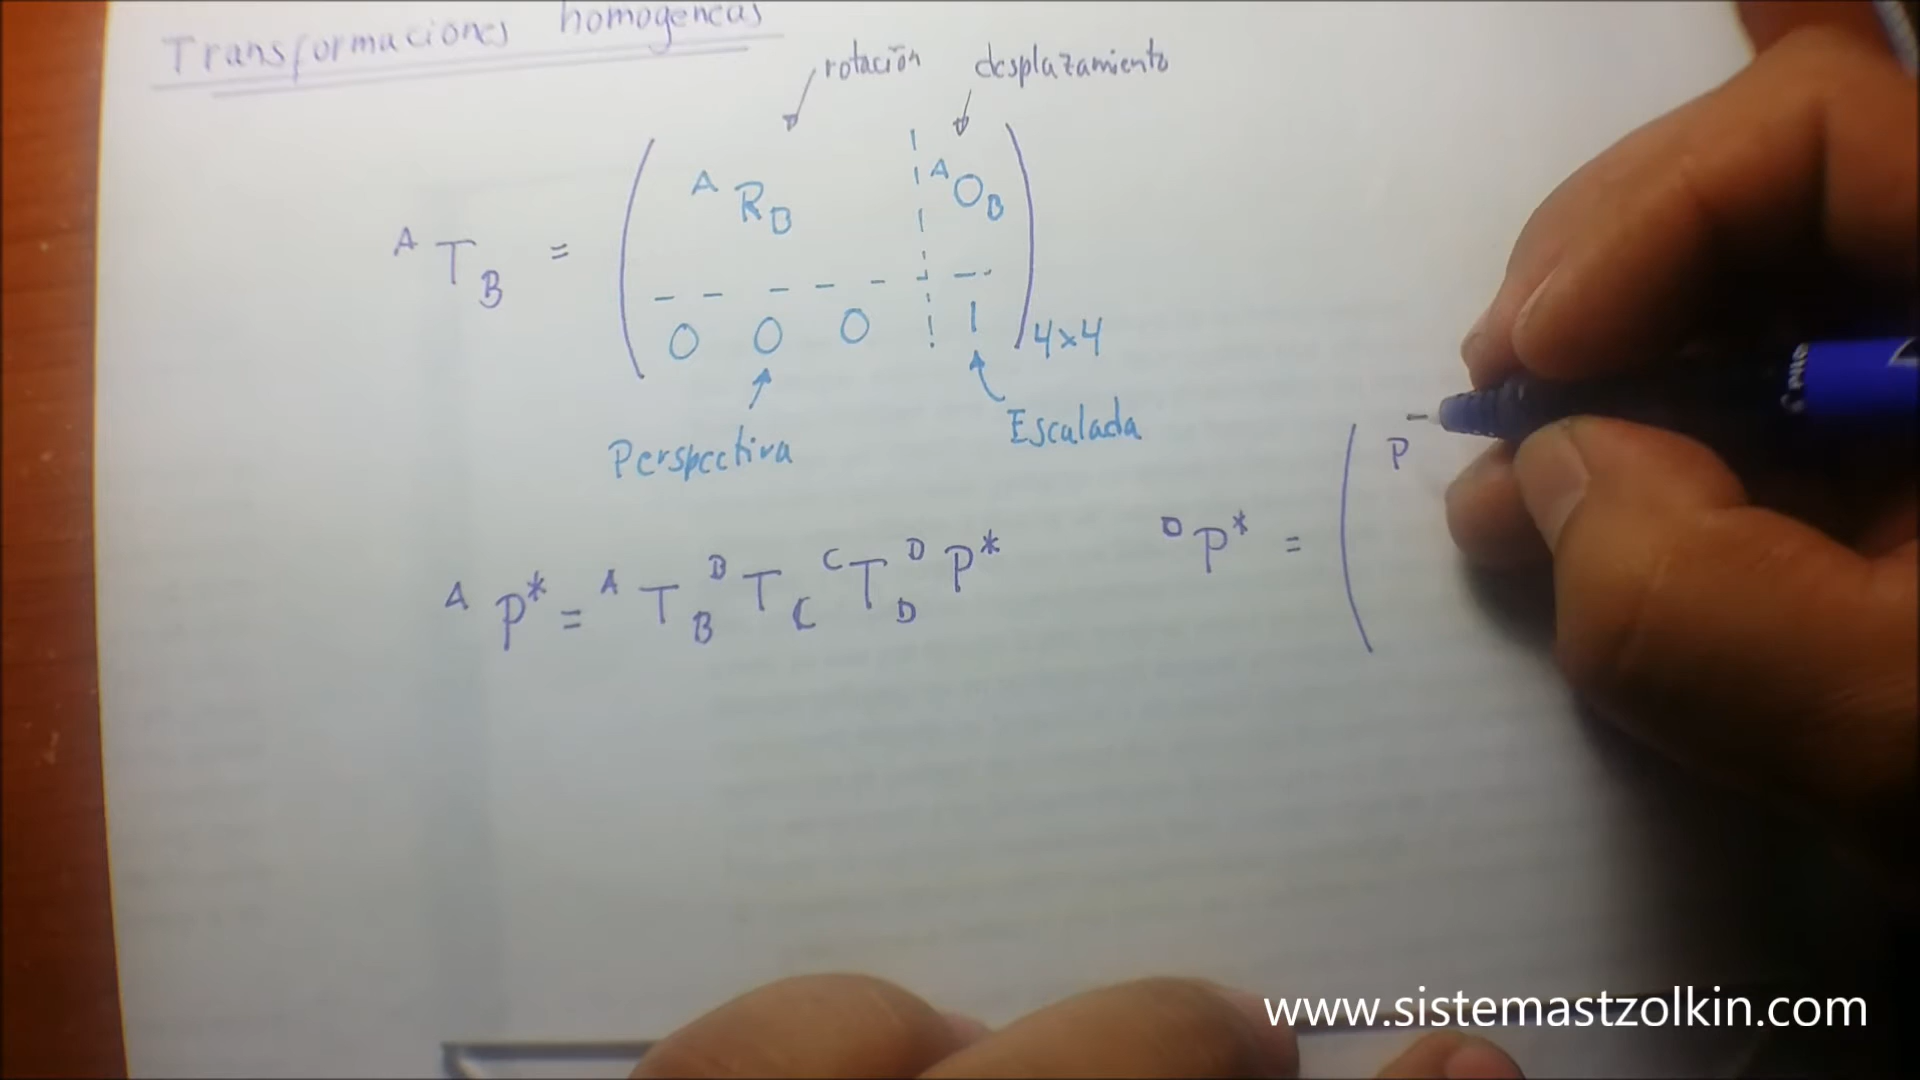 Transformaciones homogeneas
rotación desplazamiento
ᴬT_B = ( ᴬR_B ¦ ᴬO_B
0 0 0 ¦ 1 ) 4x4
Perspectiva Escalada
ᴬP* = ᴬT_B ᴮT_C ᶜT_D ᴰP*
ᴰP* = ( P
www.sistemastzolkin.com